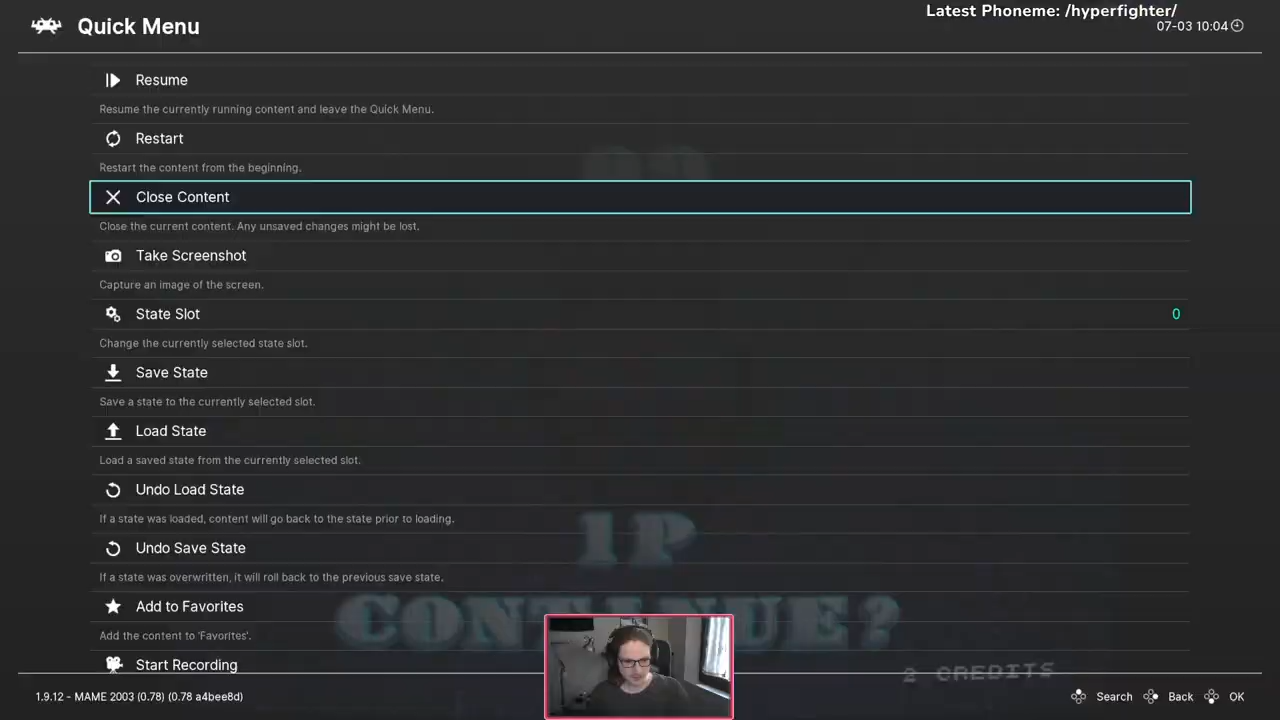 Latest Phoneme: /hyperfighter/
Quick Menu
07-03 10:04
Resume
Resume the currently running content and leave the Quick Menu.
Restart
Restart the content from the beginning.
Close Content
Close the current content. Any unsaved changes might be lost.
Take Screenshot
Capture an image of the screen.
State Slot 0
Change the currently selected state slot.
Save State
Save a state to the currently selected slot.
Load State
Load a saved state from the currently selected slot.
Undo Load State
If a state was loaded, content will go back to the state prior to loading.
1P
Undo Save State
If a state was overwritten, it will roll back to the previous save state.
Add to Favorites
CONTINUE?
Add the content to 'Favorites'.
Start Recording
2 CREDITS
1.9.12 - MAME 2003 (0.78) (0.78 a4bee8d)
Search Back OK